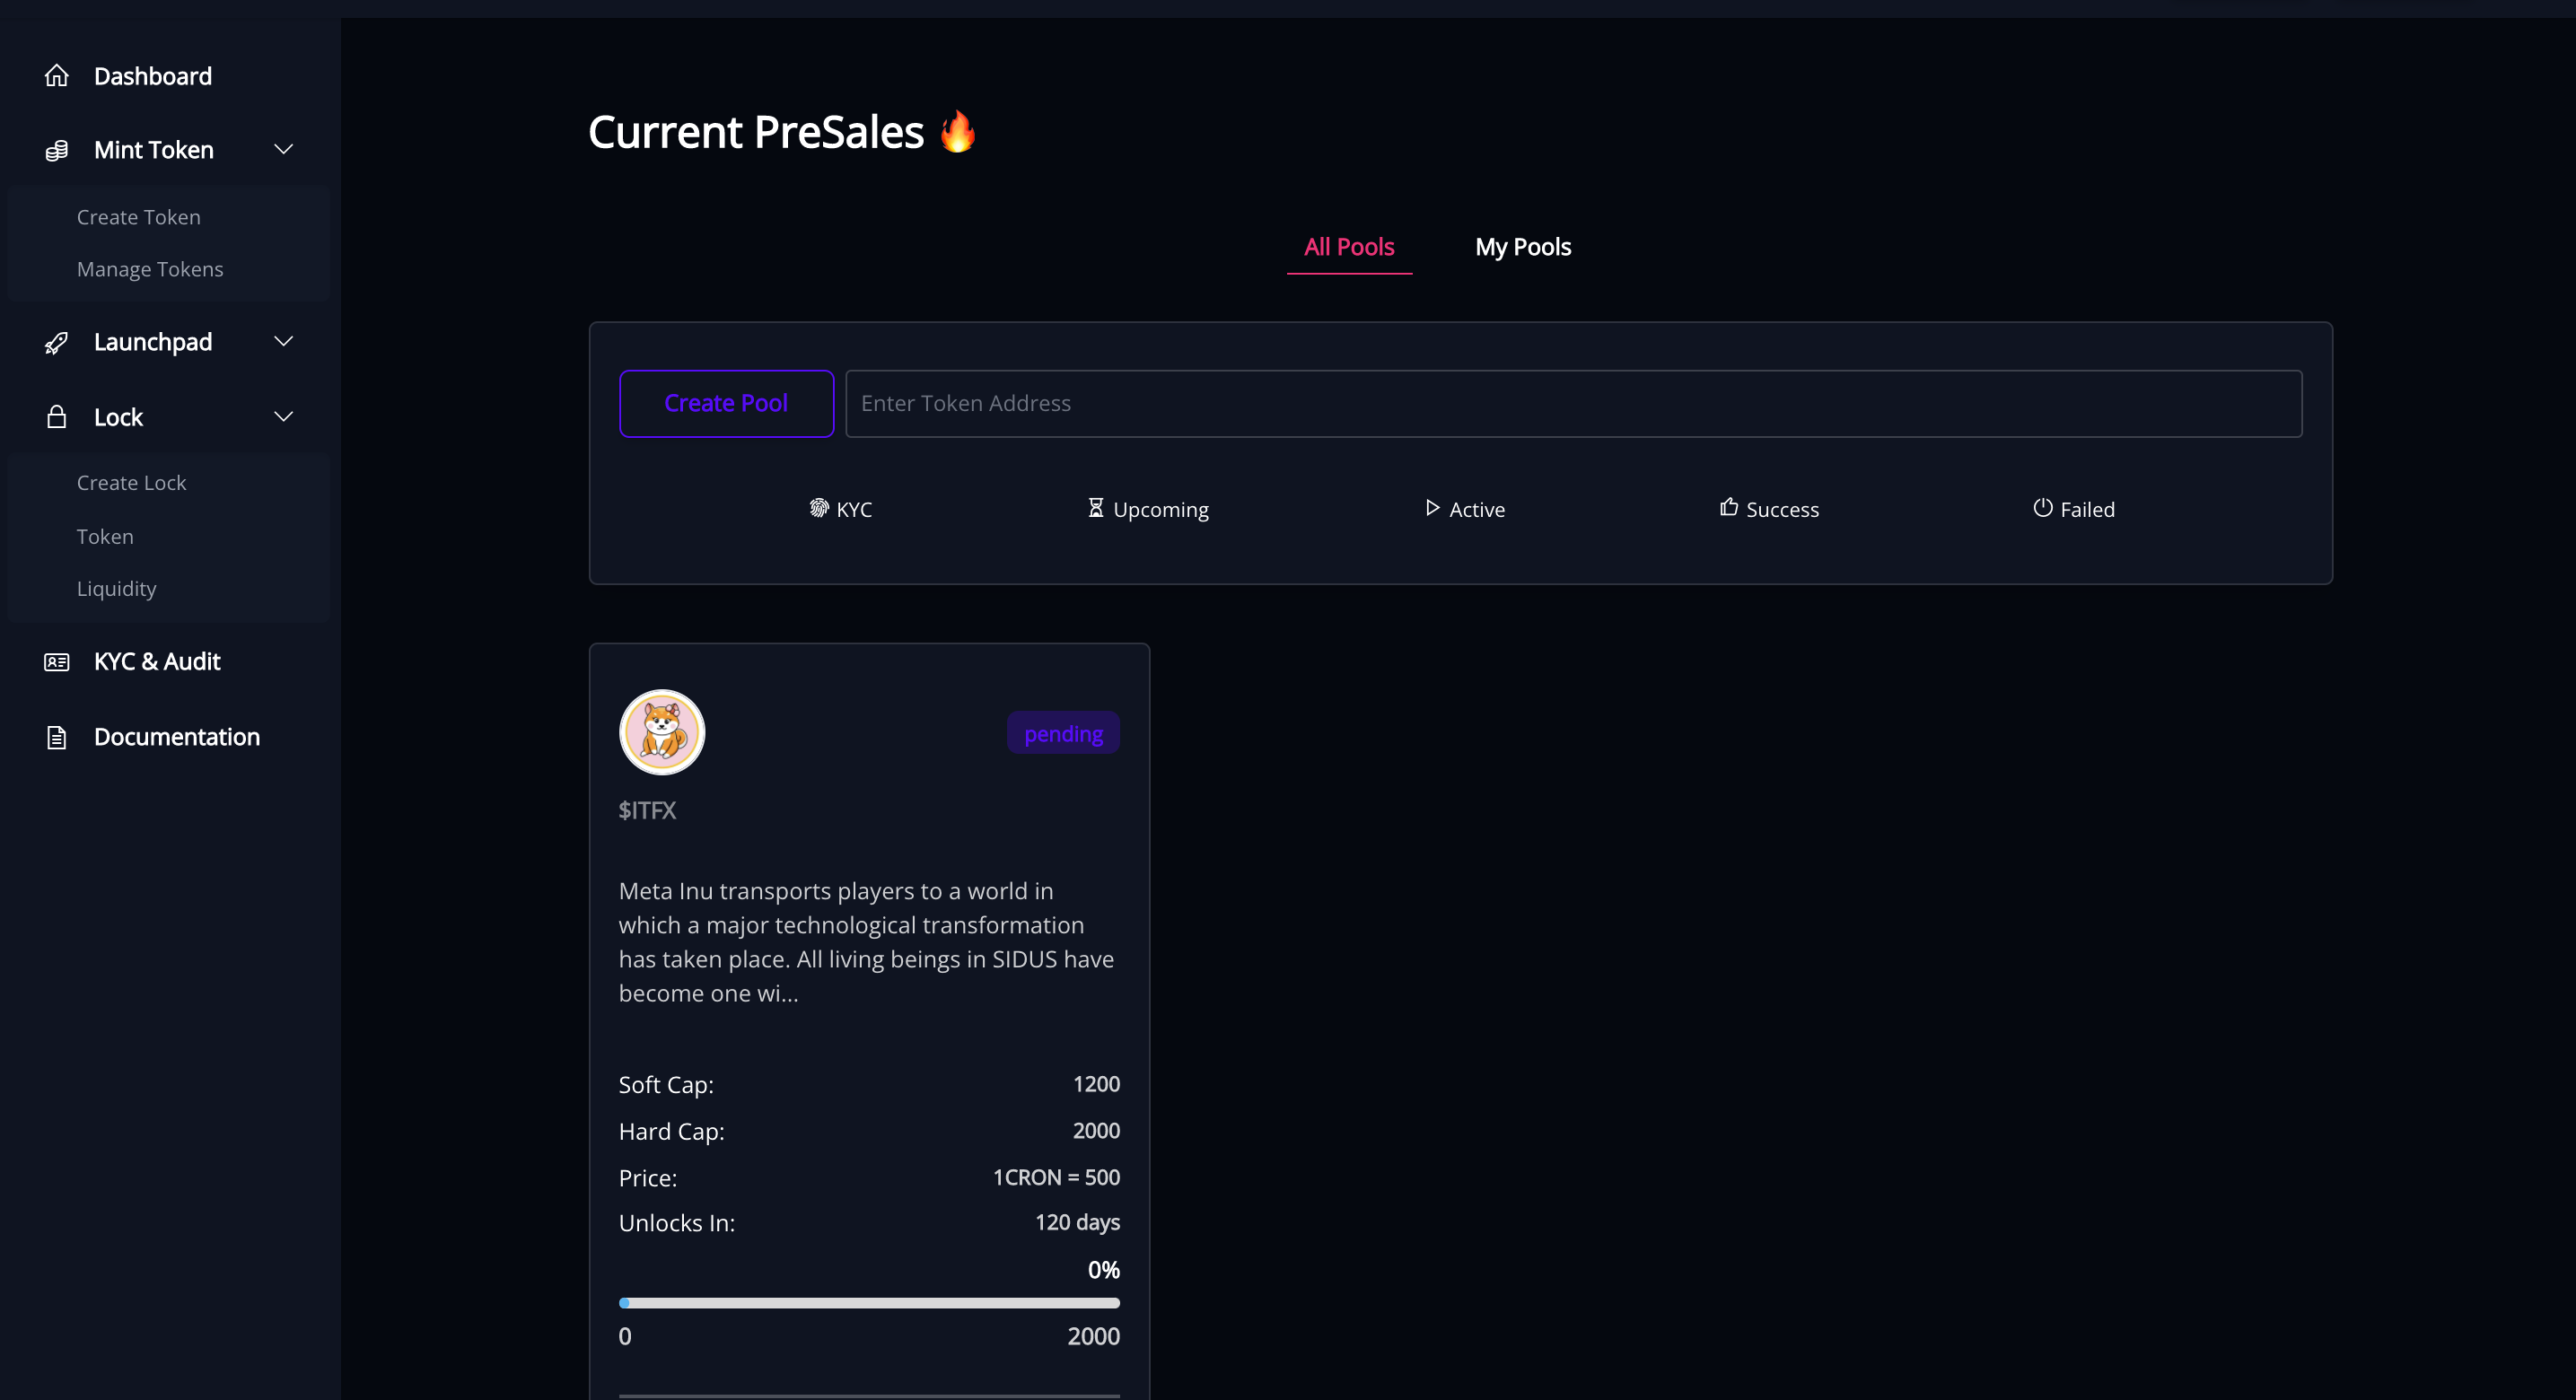 Dashboard
Mint Token
Create Token
Manage Tokens
Launchpad
Lock
Create Lock
Token
Liquidity
KYC & Audit
Documentation
Current PreSales 🔥
All Pools
My Pools
Create Pool
Enter Token Address
KYC
Upcoming
Active
Success
Failed
pending
$ITFX
Meta Inu transports players to a world in
which a major technological transformation
has taken place. All living beings in SIDUS have
become one wi...
Soft Cap: 1200
Hard Cap: 2000
Price: 1CRON = 500
Unlocks In: 120 days
0%
0 2000